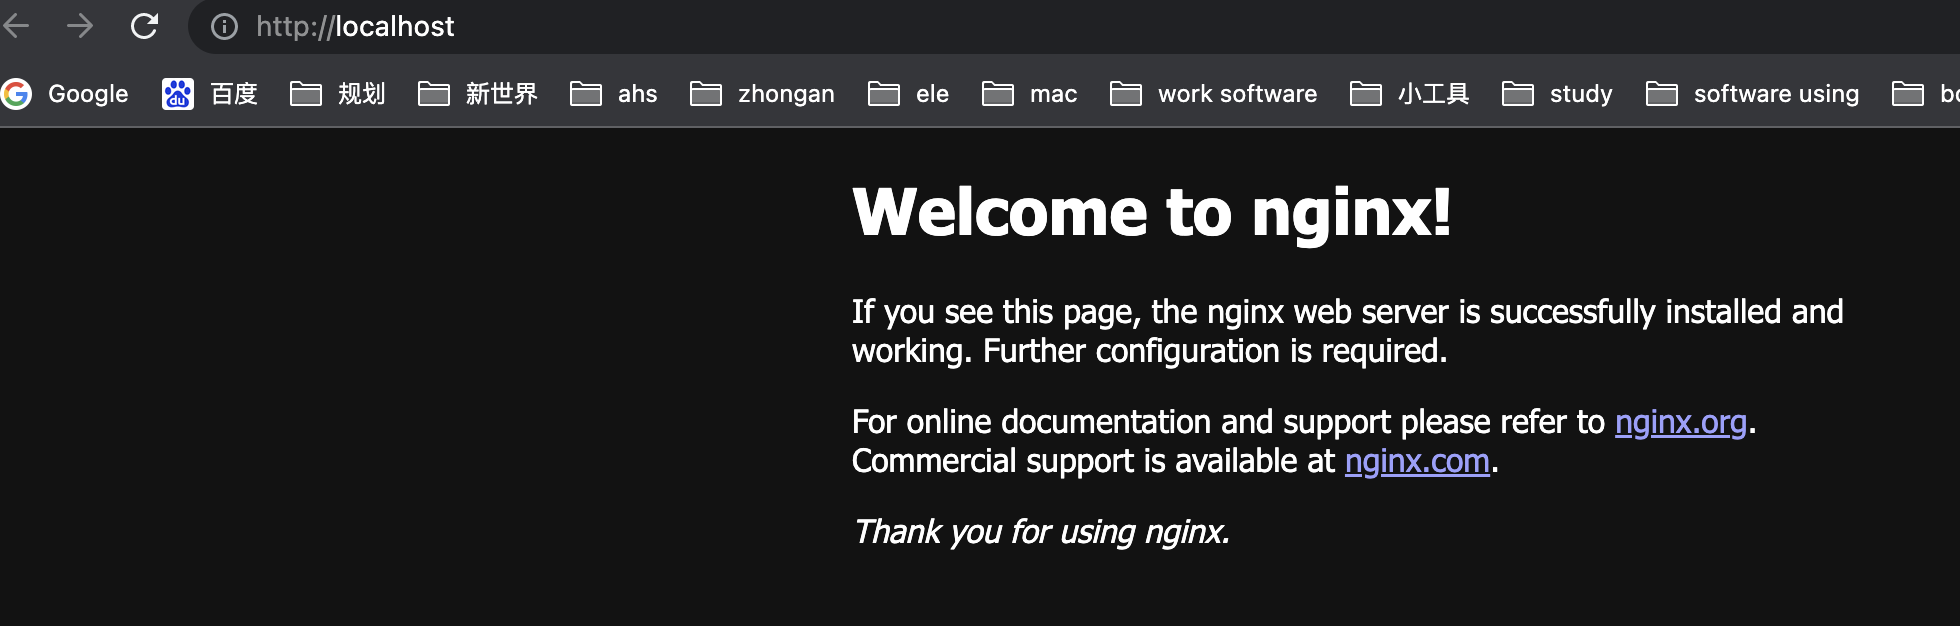 http://localhost
Google du 百度 规划 新世界 ahs zhongan ele mac work software 小工具 study software using
Welcome to nginx!
If you see this page, the nginx web server is successfully installed and
working. Further configuration is required.
For online documentation and support please refer to nginx.org.
Commercial support is available at nginx.com.
Thank you for using nginx.